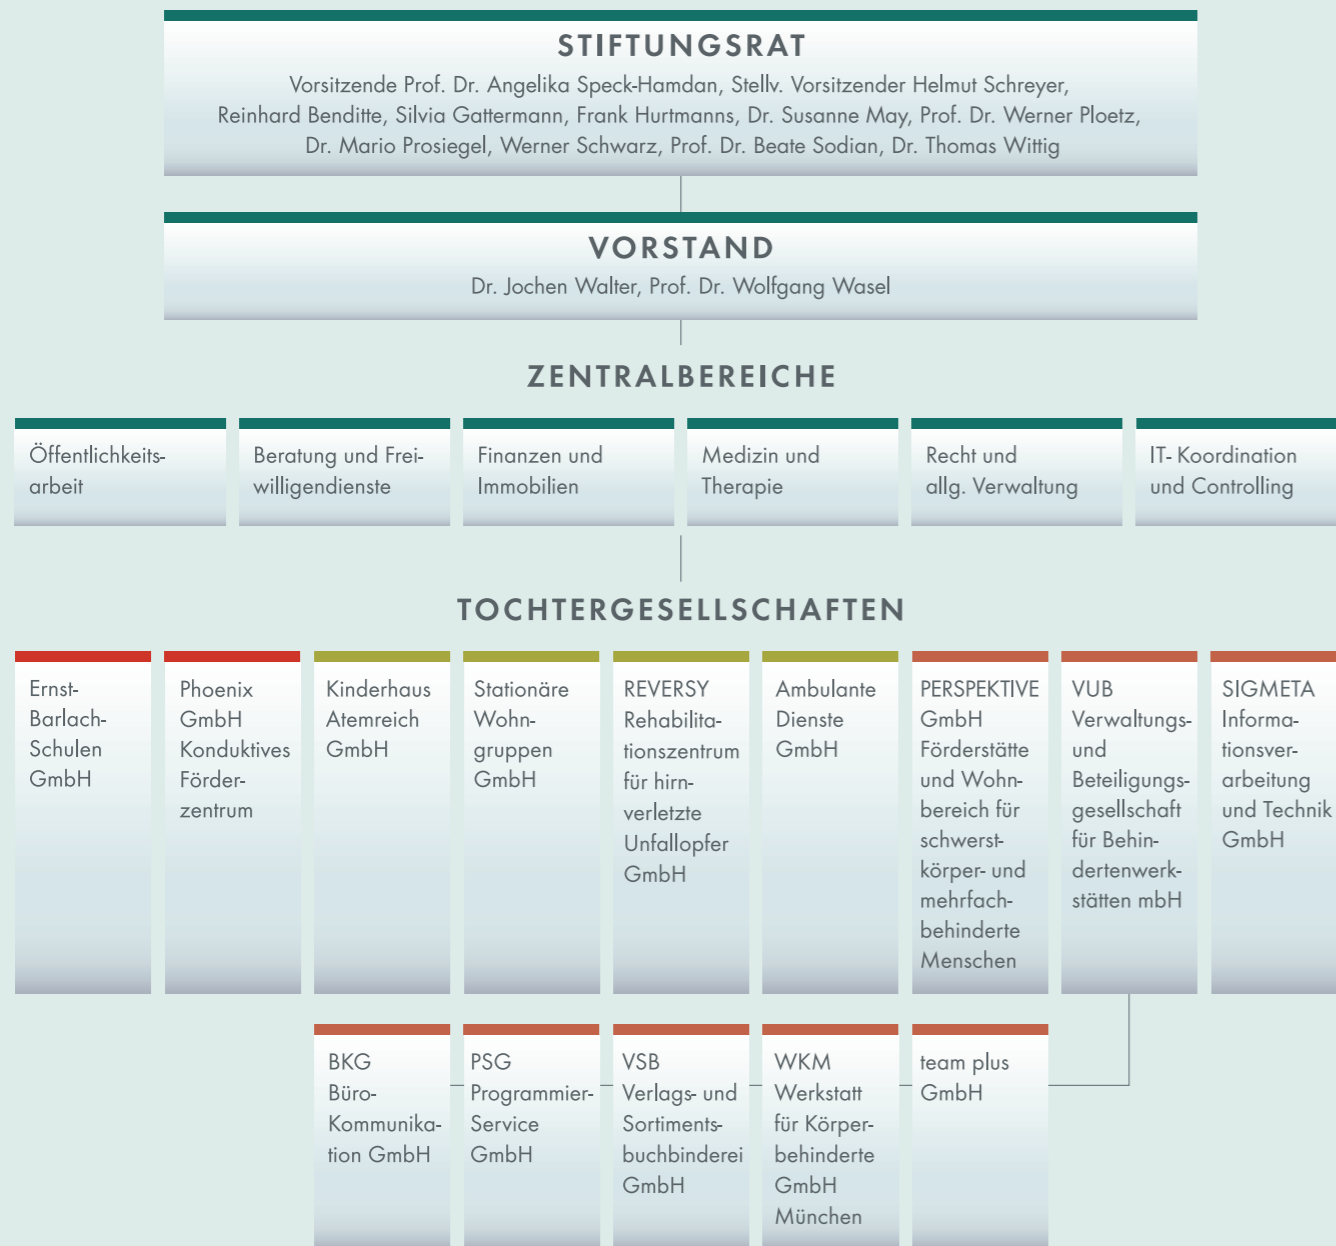 STIFTUNGSRAT
Vorsitzende Prof. Dr. Angelika Speck-Hamdan, Stellv. Vorsitzender Helmut Schreyer,
Reinhard Benditte, Silvia Gattermann, Frank Hurtmanns, Dr. Susanne May, Prof. Dr. Werner Ploetz,
Dr. Mario Prosiegel, Werner Schwarz, Prof. Dr. Beate Sodian, Dr. Thomas Wittig
VORSTAND
Dr. Jochen Walter, Prof. Dr. Wolfgang Wasel
ZENTRALBEREICHE
Öffentlichkeits-
arbeit
Beratung und Frei-
willigendienste
Finanzen und
Immobilien
Medizin und
Therapie
Recht und
allg. Verwaltung
IT- Koordination
und Controlling
TOCHTERGESELLSCHAFTEN
Ernst-
Barlach-
Schulen
GmbH
Phoenix
GmbH
Konduktives
Förder-
zentrum
Kinderhaus
Atemreich
GmbH
Stationäre
Wohn-
gruppen
GmbH
REVERSY
Rehabilita-
tionszentrum
für hirn-
verletzte
Unfallopfer
GmbH
Ambulante
Dienste
GmbH
PERSPEKTIVE
GmbH
Förderstätte
und Wohn-
bereich für
schwerst-
körper- und
mehrfach-
behinderte
Menschen
VUB
Verwaltungs-
und
Beteiligungs-
gesellschaft
für Behin-
dertenwerk-
stätten mbH
SIGMETA
Informa-
tionsver-
arbeitung
und Technik
GmbH
BKG
Büro-
Kommunika-
tion GmbH
PSG
Programmier-
Service
GmbH
VSB
Verlags- und
Sortiments-
buchbinderei
GmbH
WKM
Werkstatt
für Körper-
behinderte
GmbH
München
team plus
GmbH